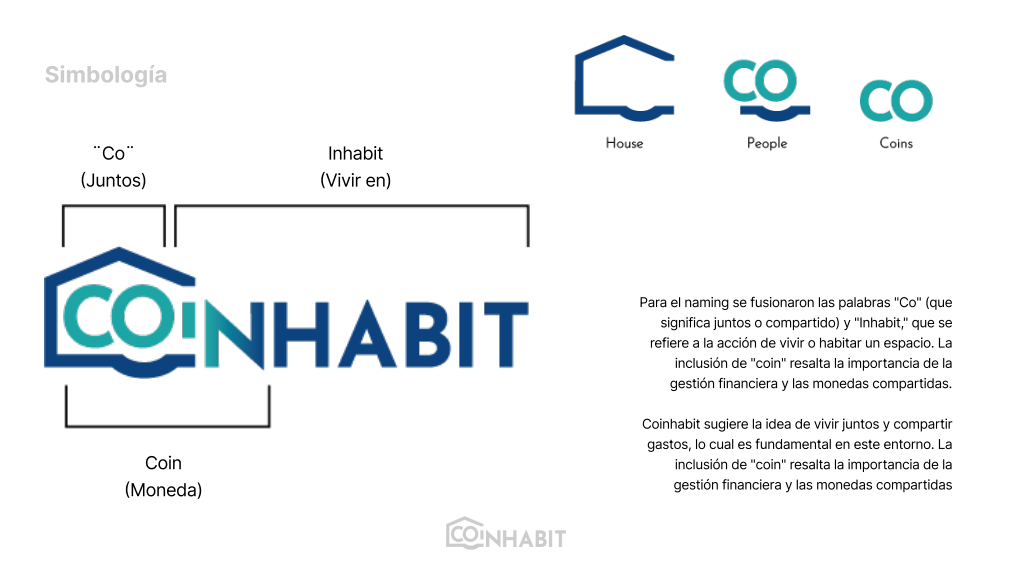 Simbología
CO
CO
House
People
Coins
¨Co¨
(Juntos)
Inhabit
(Vivir en)
COINHABIT
Coin
(Moneda)
Para el naming se fusionaron las palabras "Co" (que
significa juntos o compartido) y "Inhabit," que se
refiere a la acción de vivir o habitar un espacio. La
inclusión de "coin" resalta la importancia de la
gestión financiera y las monedas compartidas.
Coinhabit sugiere la idea de vivir juntos y compartir
gastos, lo cual es fundamental en este entorno. La
inclusión de "coin" resalta la importancia de la
gestión financiera y las monedas compartidas
COINHABIT